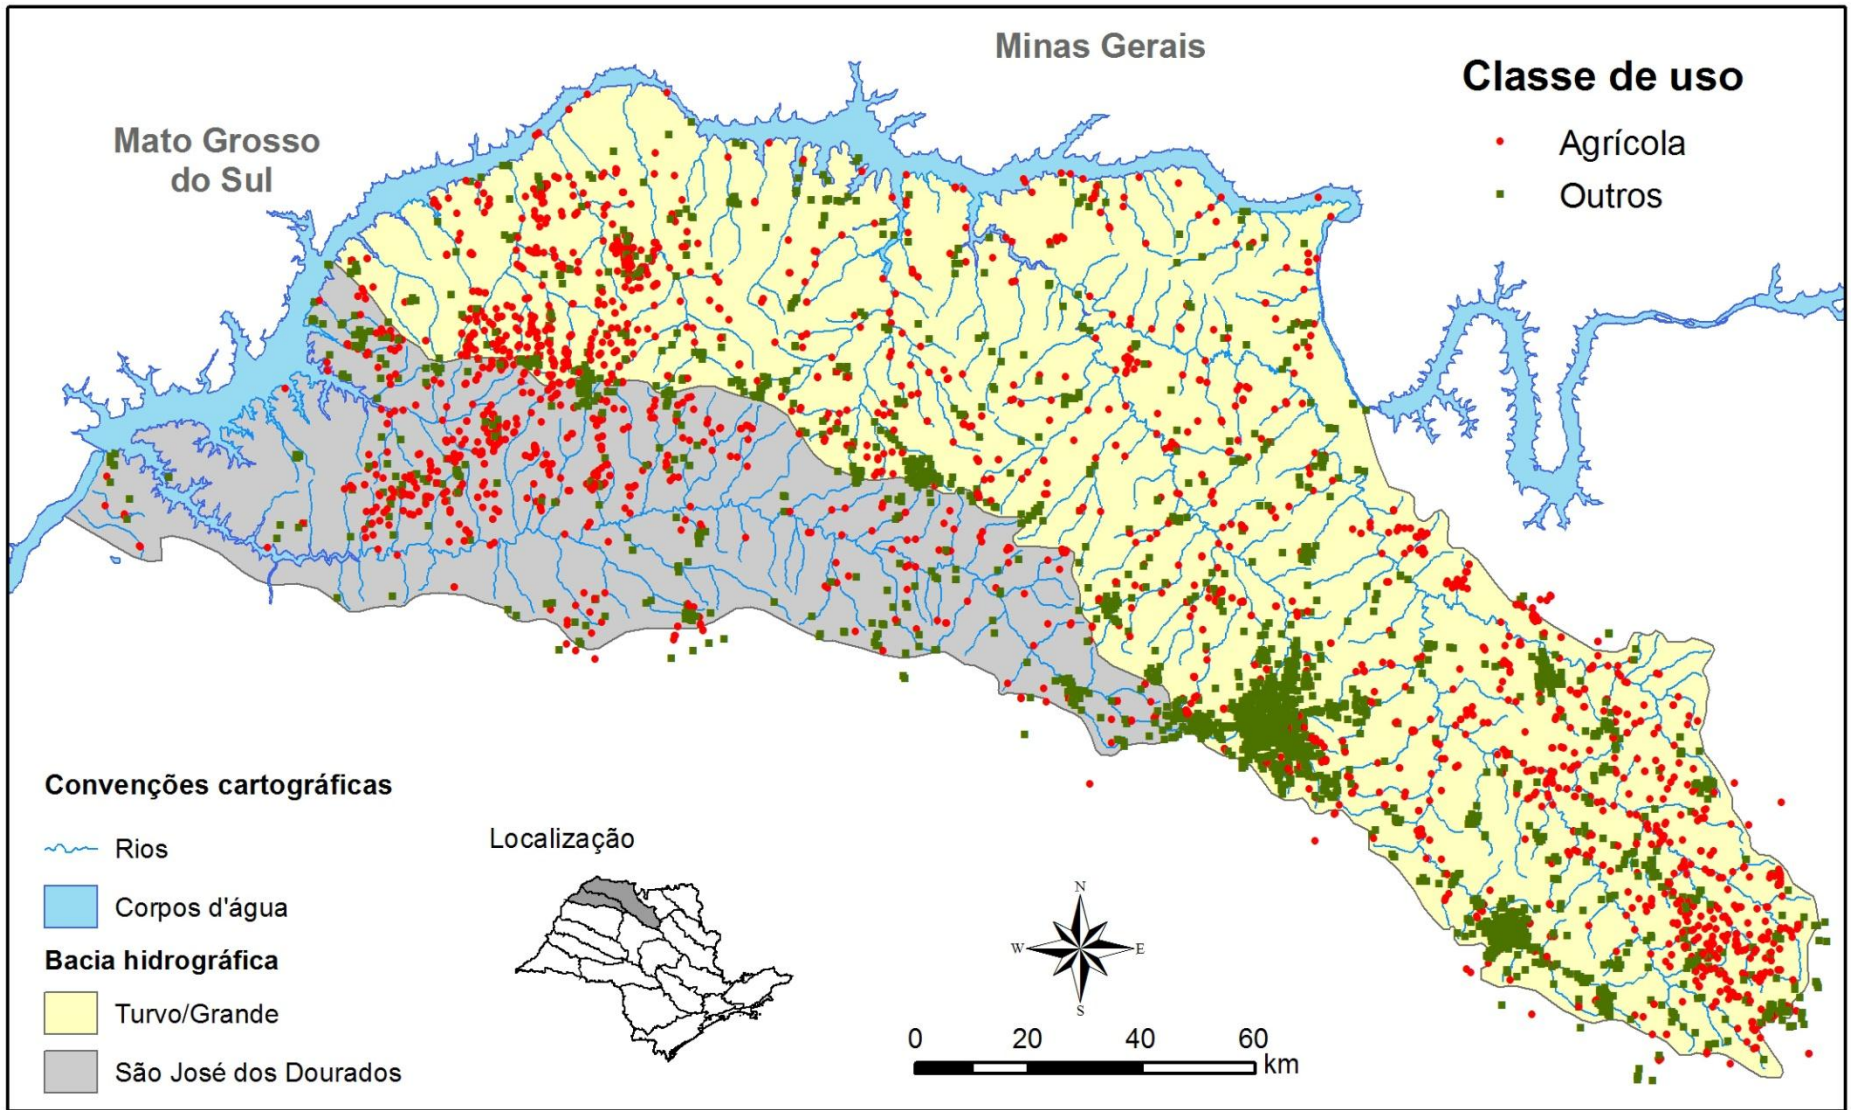 Minas Gerais
Mato Grosso
do Sul
Classe de uso
Agrícola
Outros
Convenções cartográficas
Rios
Corpos d'água
Bacia hidrográfica
Turvo/Grande
São José dos Dourados
Localização
N
W
E
S
0 20 40 60
km